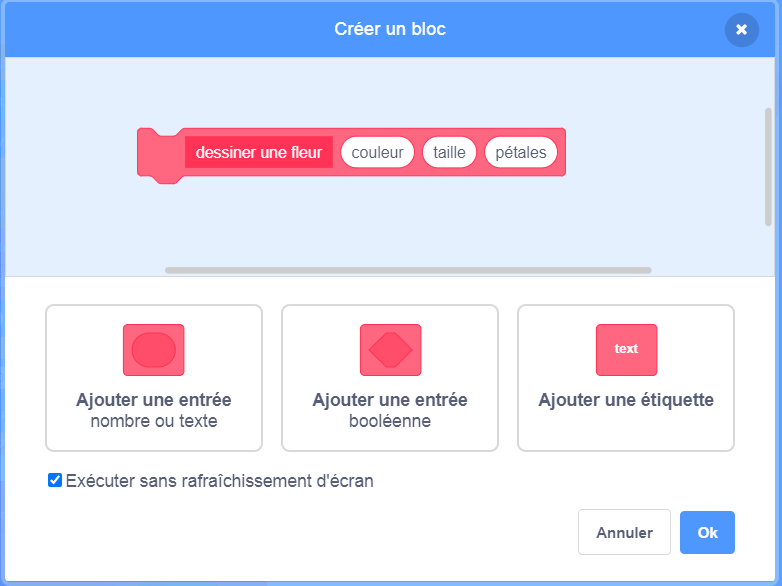 Créer un bloc
dessiner une fleur couleur taille pétales
text
Ajouter une entrée
nombre ou texte
Ajouter une entrée
booléenne
Ajouter une étiquette
Exécuter sans rafraîchissement d'écran
Annuler Ok